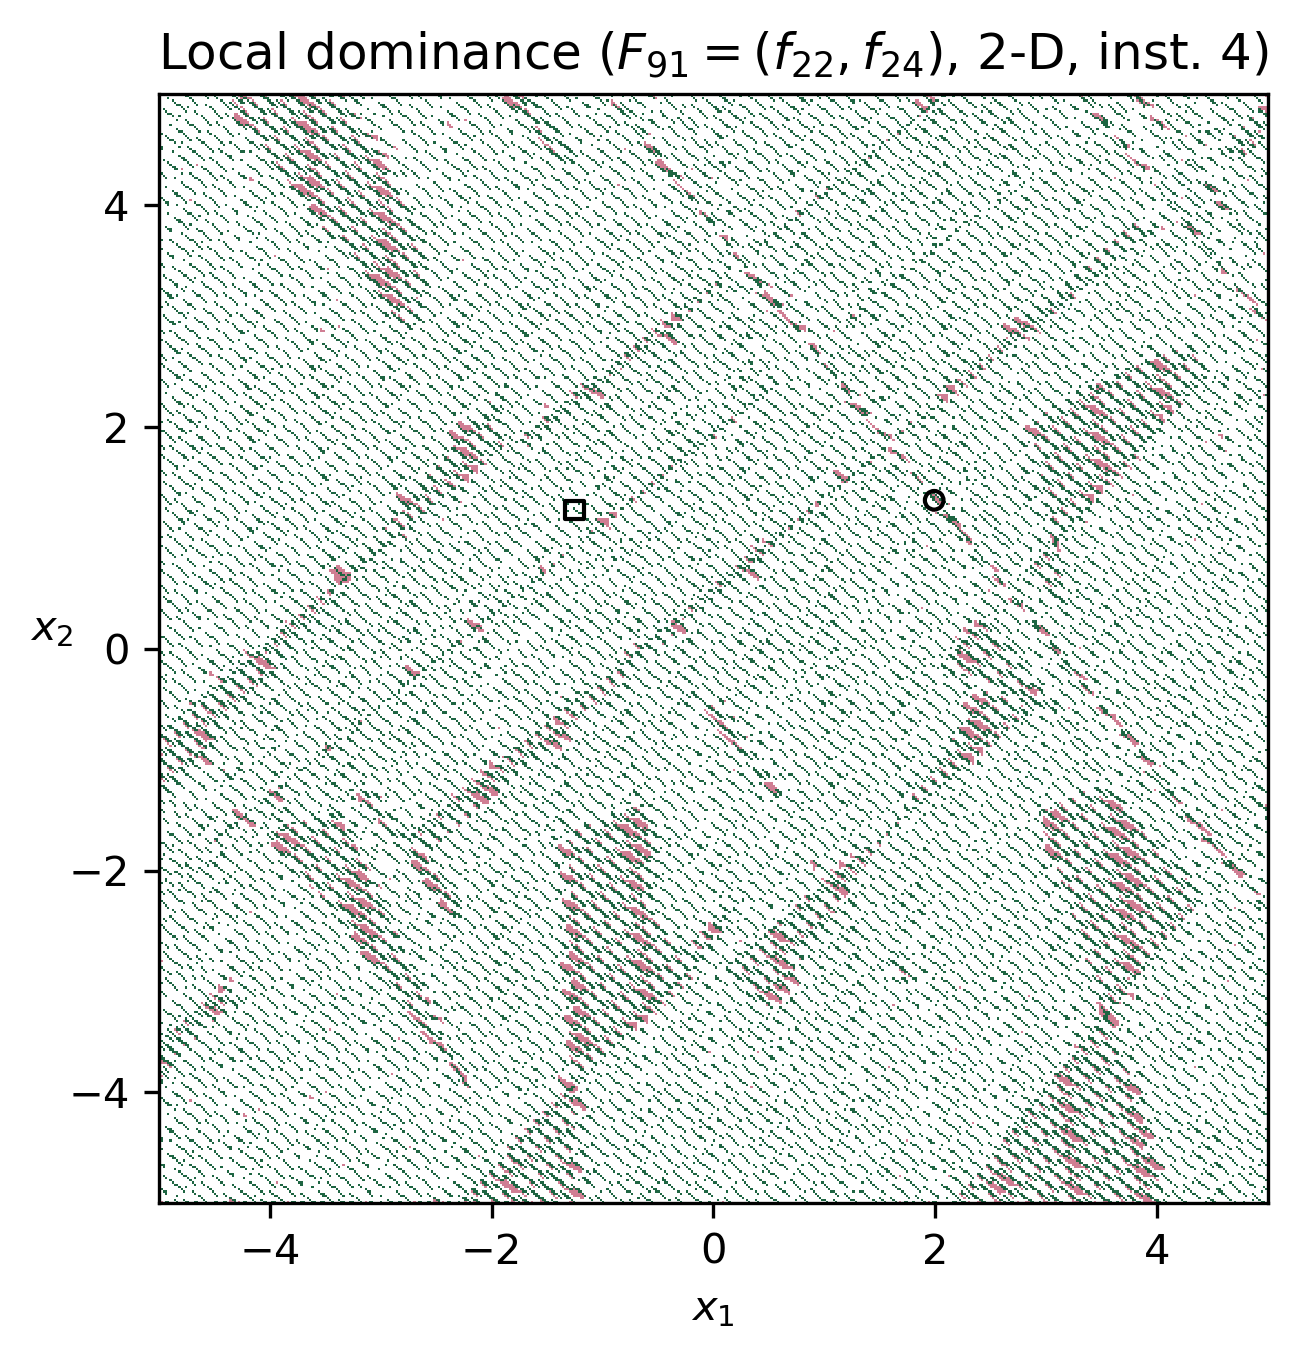 Local dominance (F₉₁ = (f₂₂, f₂₄), 2-D, inst. 4)
4
2
x₂
0
−2
−4
−4 −2 0 2 4
x₁